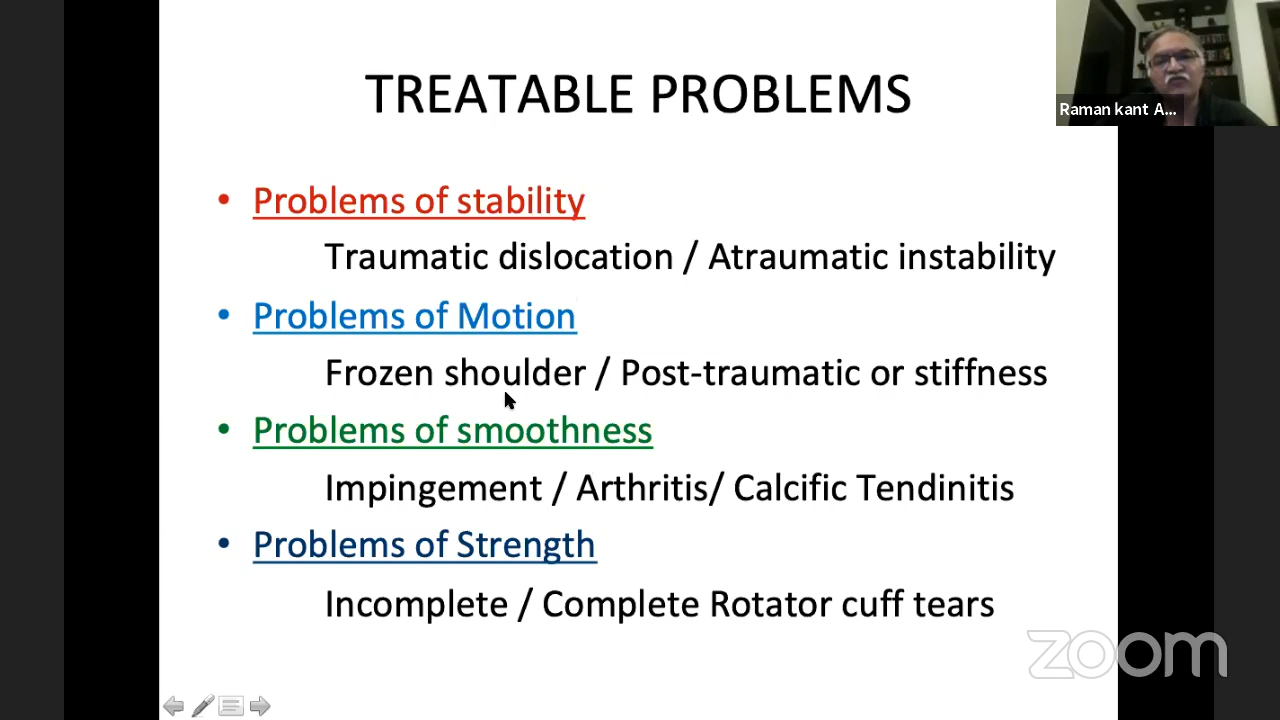 TREATABLE PROBLEMS
Raman kant A...
• Problems of stability
Traumatic dislocation / Atraumatic instability
• Problems of Motion
Frozen shoulder / Post-traumatic or stiffness
• Problems of smoothness
Impingement / Arthritis/ Calcific Tendinitis
• Problems of Strength
Incomplete / Complete Rotator cuff tears
zoom